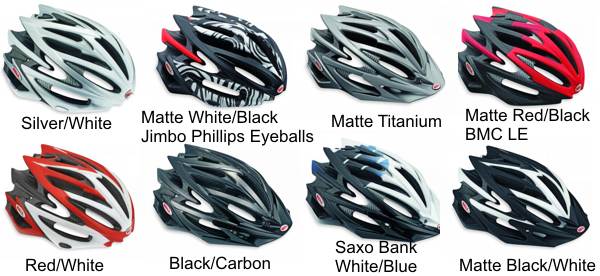 Silver/White
Matte White/Black
Jimbo Phillips Eyeballs
Matte Titanium
Matte Red/Black
BMC LE
Red/White
Black/Carbon
Saxo Bank
White/Blue
Matte Black/White